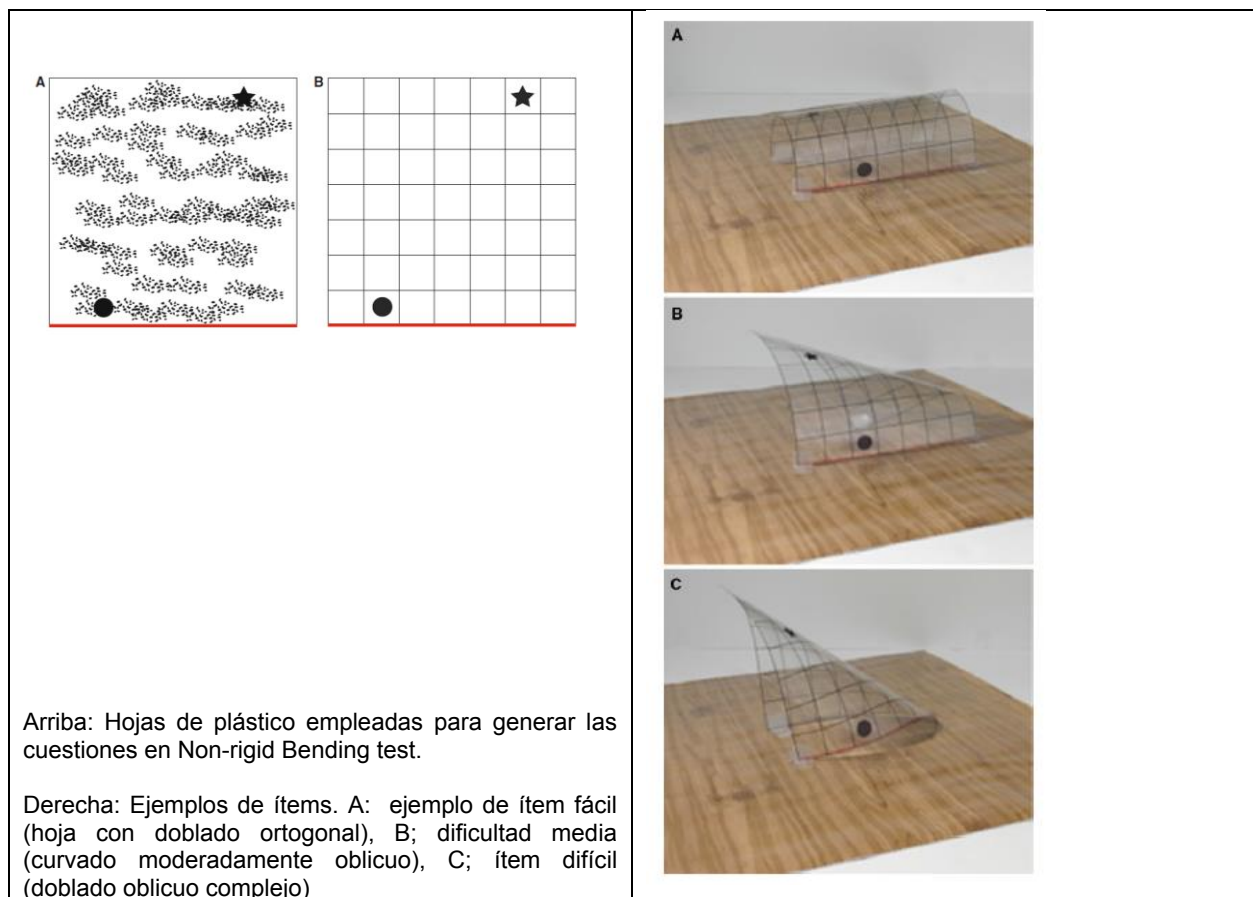 A
B
Arriba: Hojas de plástico empleadas para generar las
cuestiones en Non-rigid Bending test.
Derecha: Ejemplos de ítems. A: ejemplo de ítem fácil
(hoja con doblado ortogonal), B; dificultad media
(curvado moderadamente oblicuo), C; ítem difícil
(doblado oblicuo complejo)
A
B
C